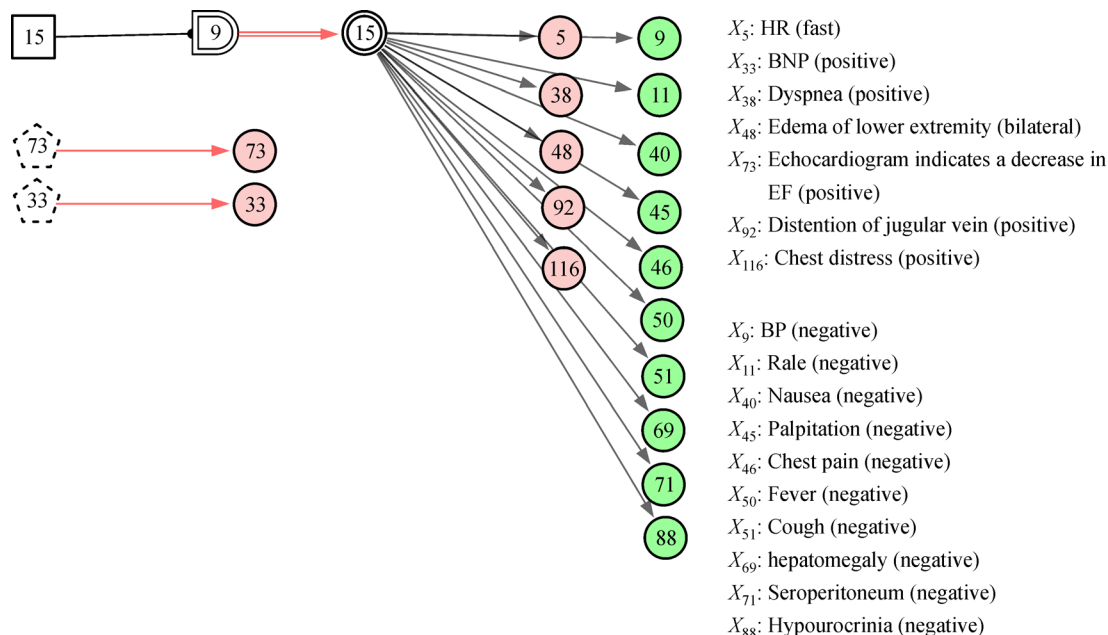 15
9
15
5
9
38
11
73
73
48
40
33
33
92
45
116
46
50
51
69
71
88
X5: HR (fast)
X33: BNP (positive)
X38: Dyspnea (positive)
X48: Edema of lower extremity (bilateral)
X73: Echocardiogram indicates a decrease in
EF (positive)
X92: Distention of jugular vein (positive)
X116: Chest distress (positive)
X9: BP (negative)
X11: Rale (negative)
X40: Nausea (negative)
X45: Palpitation (negative)
X46: Chest pain (negative)
X50: Fever (negative)
X51: Cough (negative)
X69: hepatomegaly (negative)
X71: Seroperitoneum (negative)
X88: Hypourocrinia (negative)